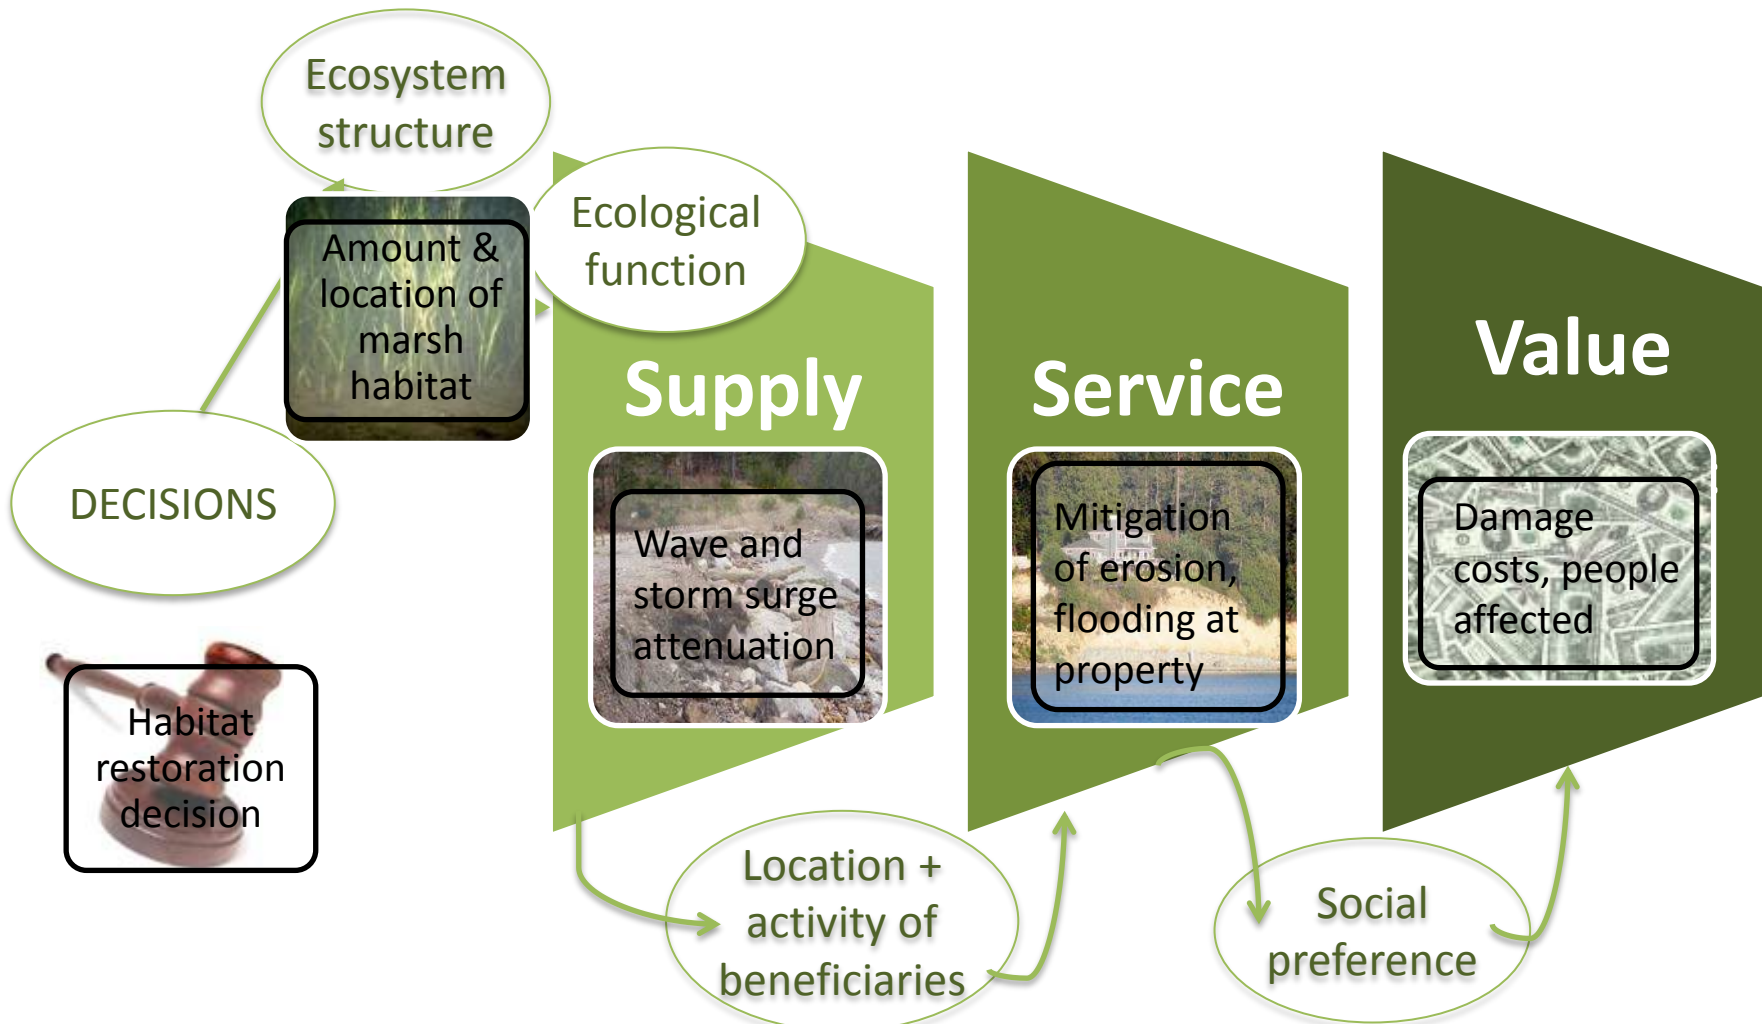 Ecosystem
structure
Amount &
location of
marsh
habitat
DECISIONS
Habitat
restoration
decision
Ecological
function
Supply
Wave and
storm surge
attenuation
Location +
activity of
beneficiaries
Service
Mitigation
of erosion,
flooding at
property
Social
preference
Value
Damage
costs, people
affected